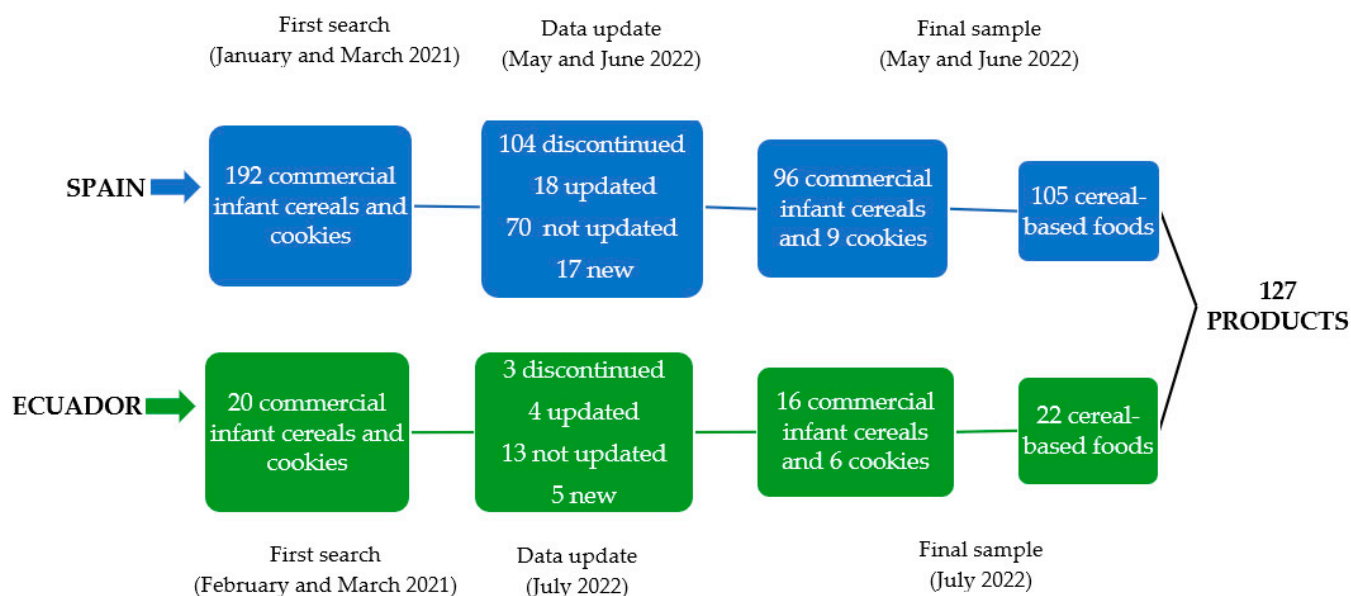 First search
(January and March 2021)
Data update
(May and June 2022)
Final sample
(May and June 2022)
SPAIN
192 commercial
infant cereals and
cookies
104 discontinued
18 updated
70 not updated
17 new
96 commercial
infant cereals
and 9 cookies
105 cereal-
based foods
127
PRODUCTS
ECUADOR
20 commercial
infant cereals and
cookies
3 discontinued
4 updated
13 not updated
5 new
16 commercial
infant cereals
and 6 cookies
22 cereal-
based foods
First search
(February and March 2021)
Data update
(July 2022)
Final sample
(July 2022)